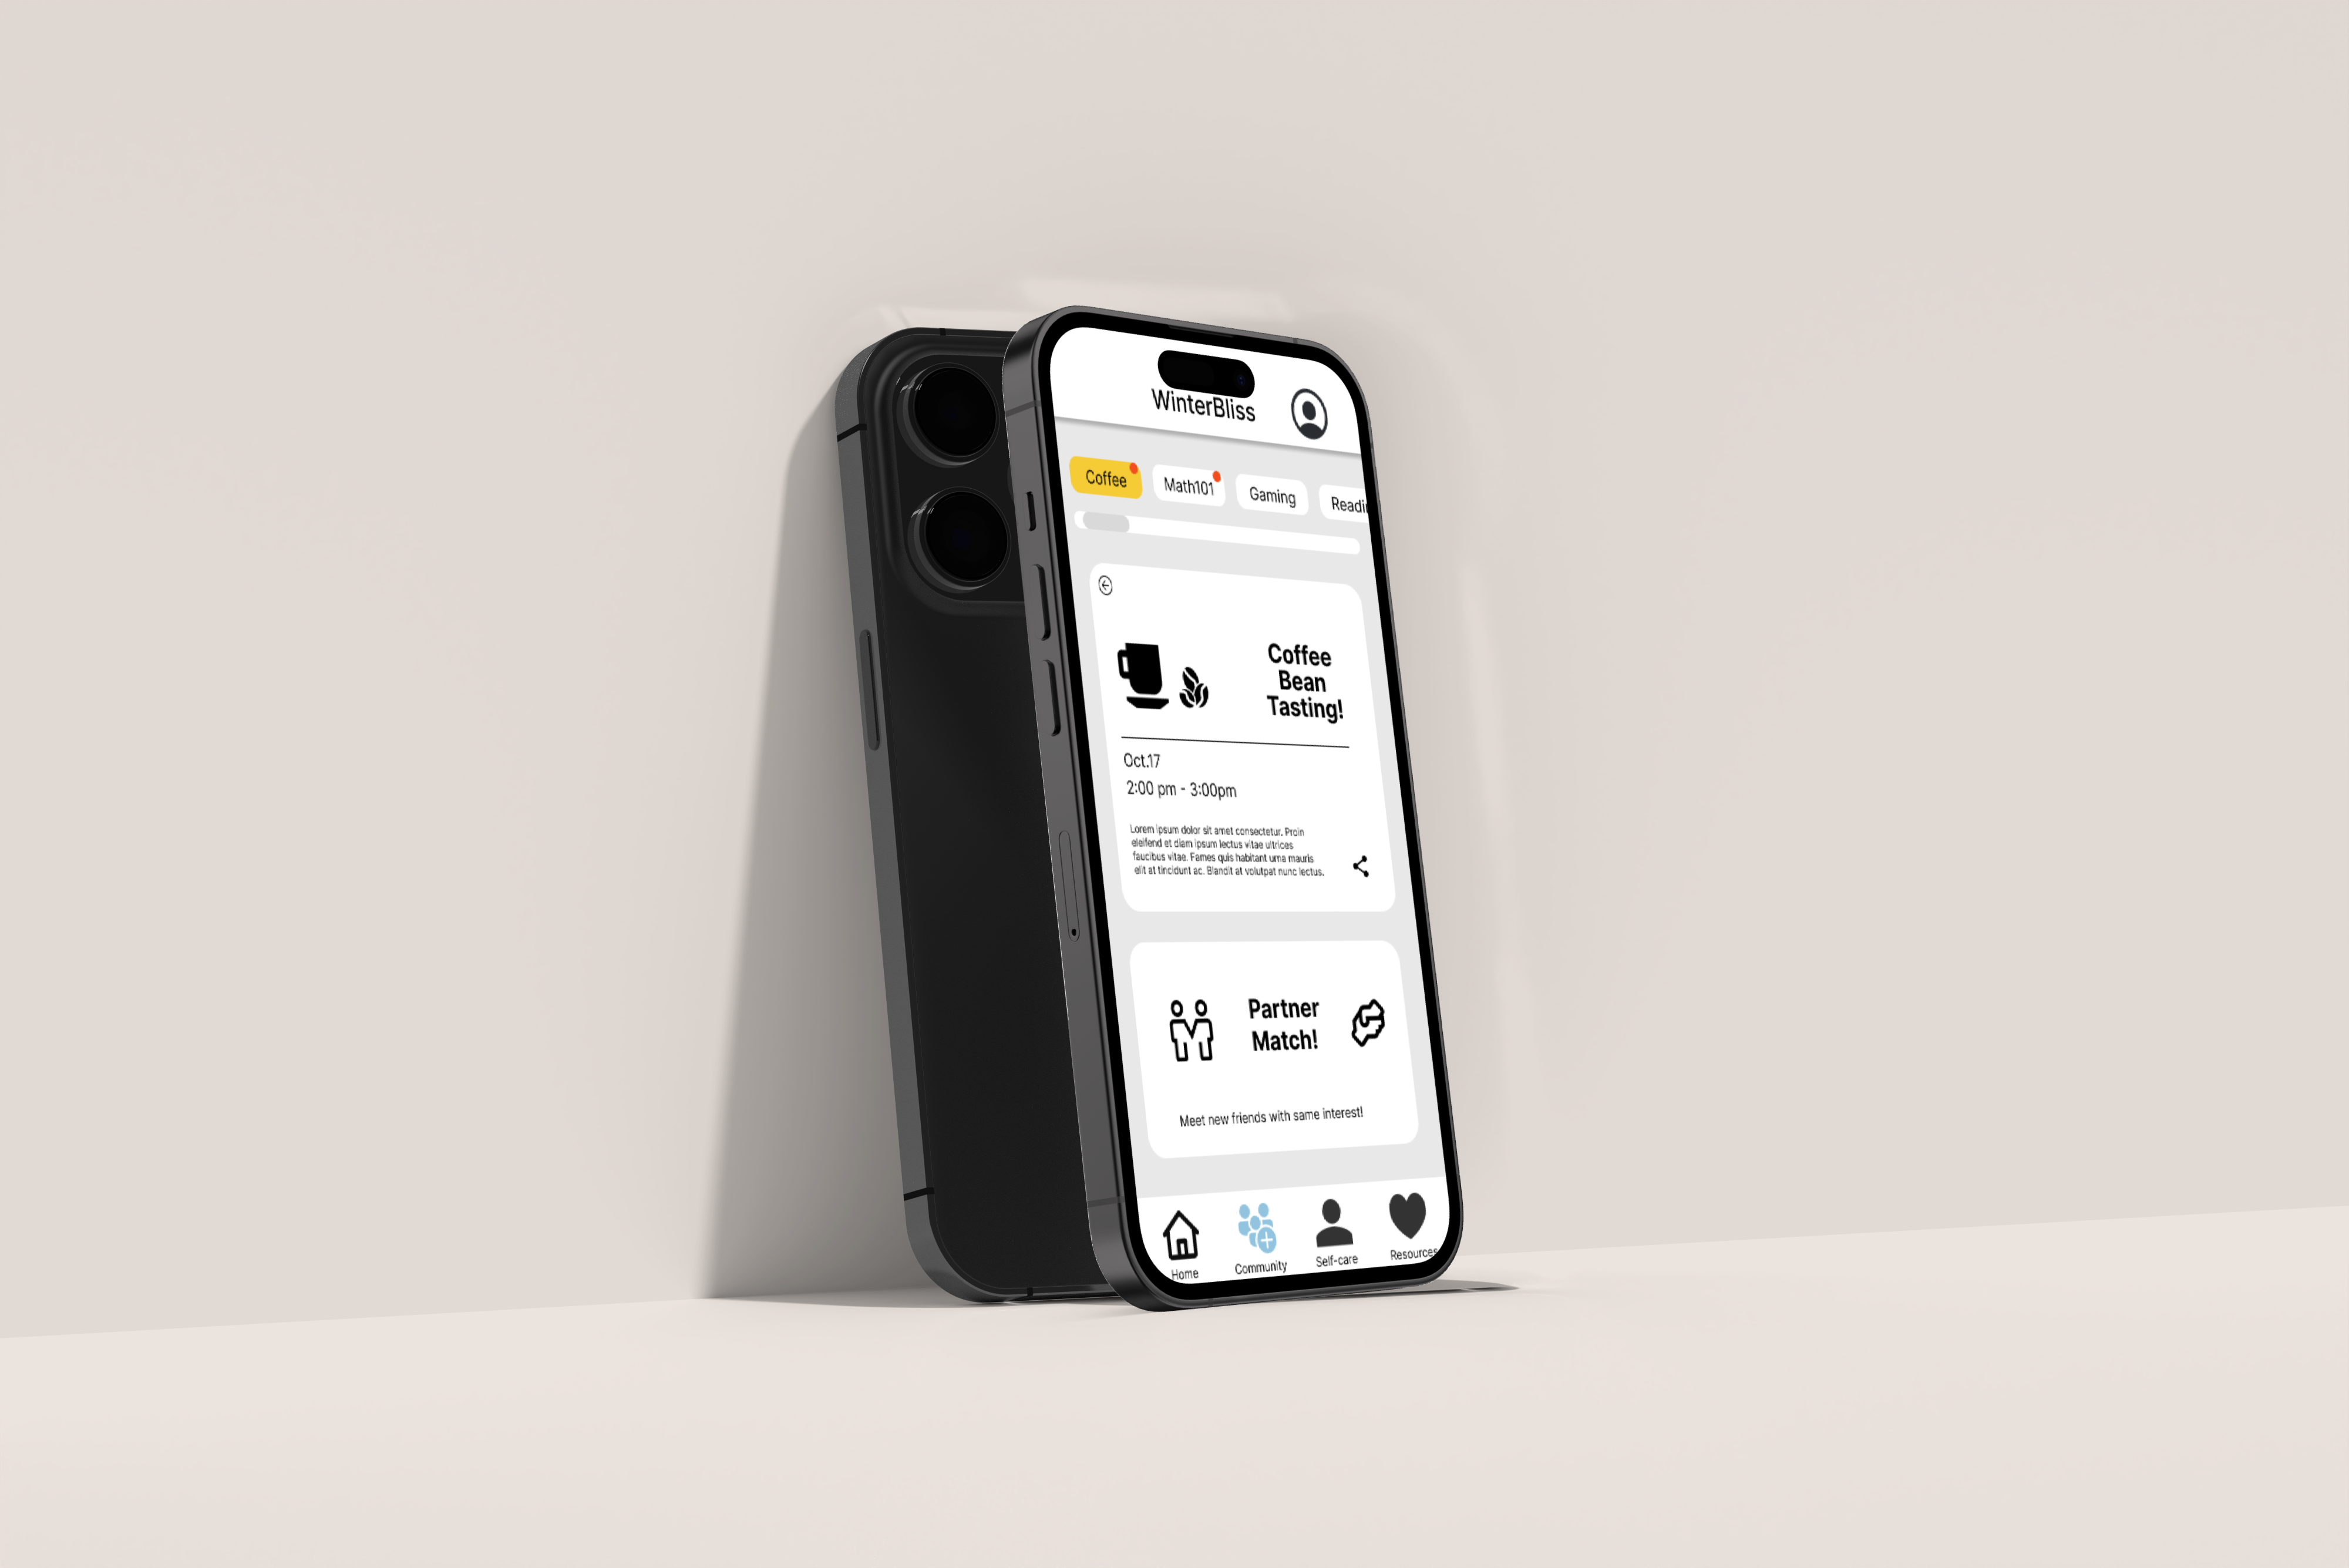 WinterBliss
Coffee
Math101
Gaming
Readin
Coffee
Bean
Tasting!
Oct.17
2:00 pm - 3:00pm
Lorem ipsum dolor sit amet consectetur. Proin
eleifend et diam ipsum lectus vitae ultrices
faucibus vitae. Fames quis habitant urna mauris
elit at tincidunt ac. Blandit at volutpat nunc lectus.
Partner
Match!
Meet new friends with same interest!
Home
Community
Self-care
Resources